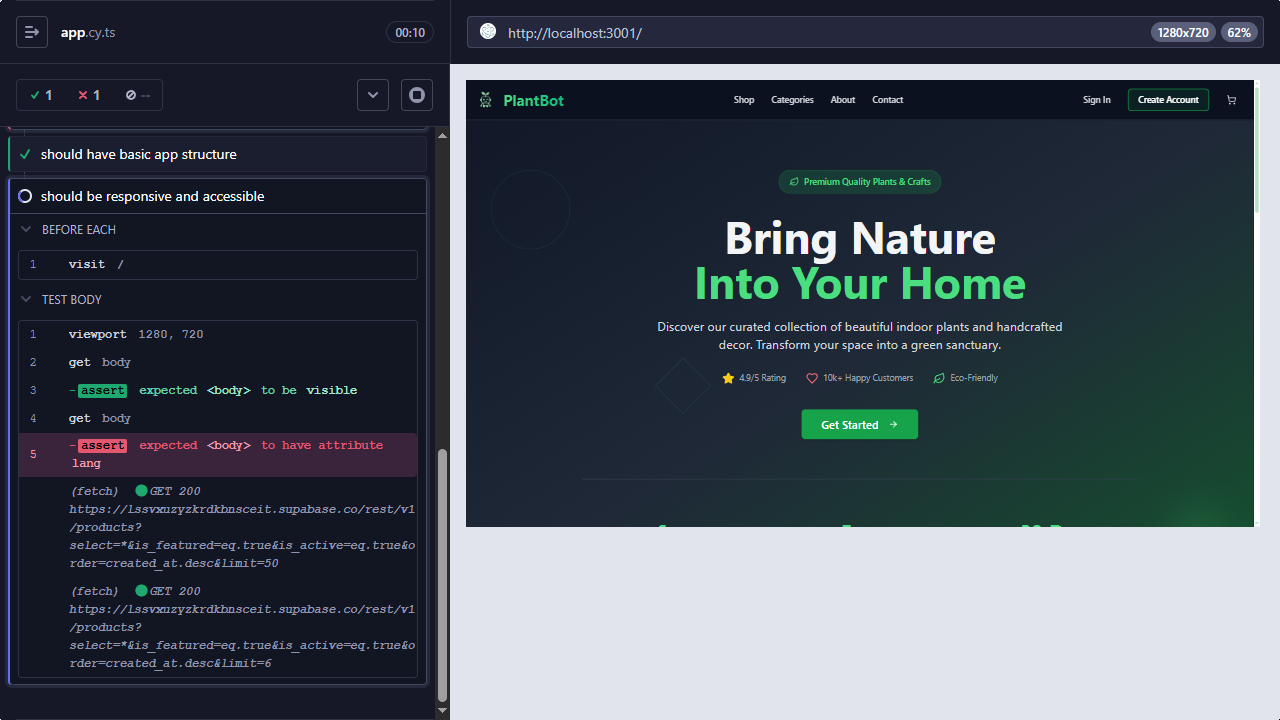 app.cy.ts
00:10
1
1
--
should have basic app structure
should be responsive and accessible
BEFORE EACH
1 visit /
TEST BODY
1 viewport 1280, 720
2 get body
3 -assert expected <body> to be visible
4 get body
5 -assert expected <body> to have attribute
lang
(fetch) GET 200
https://lssvxuzyzkrdkbnsceit.supabase.co/rest/v1
/products?
select=*&is_featured=eq.true&is_active=eq.true&o
rder=created_at.desc&limit=50
(fetch) GET 200
https://lssvxuzyzkrdkbnsceit.supabase.co/rest/v1
/products?
select=*&is_featured=eq.true&is_active=eq.true&o
rder=created_at.desc&limit=6
http://localhost:3001/
1280x720
62%
PlantBot
Shop
Categories
About
Contact
Sign In
Create Account
Premium Quality Plants & Crafts
Bring Nature
Into Your Home
Discover our curated collection of beautiful indoor plants and handcrafted
decor. Transform your space into a green sanctuary.
4.9/5 Rating
10k+ Happy Customers
Eco-Friendly
Get Started